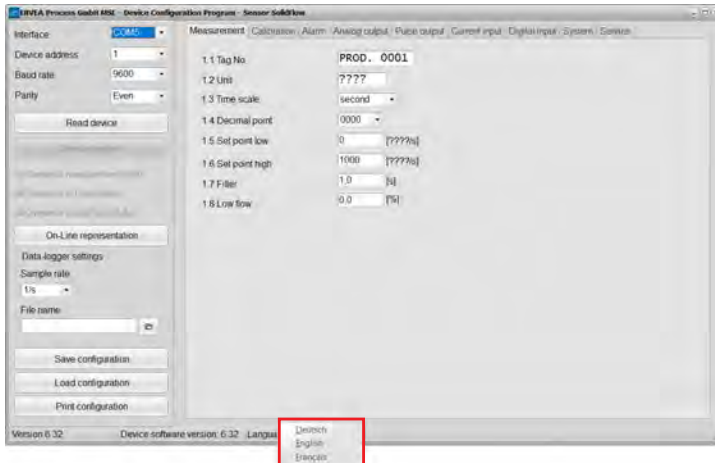 ENVEA Process GmbH MSE - Device Configuration Program - Sensor SolidFlow
Interface COM5
Device address 1
Baud rate 9600
Parity Even
Read device
On-Line representation
Data-logger settings
Sample rate
1/s
File name
Save configuration
Load configuration
Print configuration
Measurement Calibration Alarm Analog output Pulse output Current input Digital input System Service
1.1 Tag No. PROD. 0001
1.2 Unit ????
1.3 Time scale second
1.4 Decimal point 0000
1.5 Set point low 0 [????/s]
1.6 Set point high 1000 [????/s]
1.7 Filter 1.0 [s]
1.8 Low flow 0.0 [%]
Version 6.32 Device software version: 6.32
Deutsch
English
Français